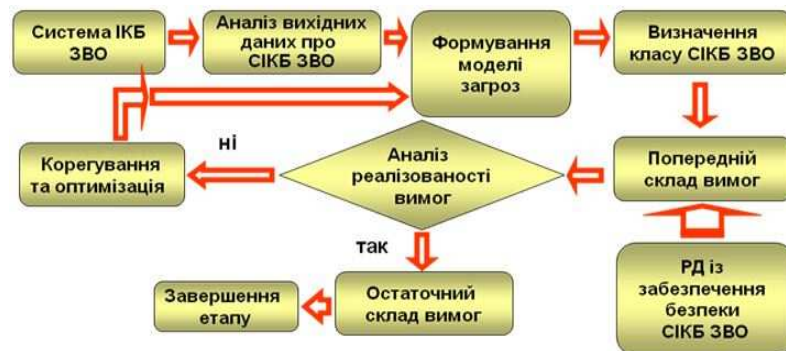 Система ІКБ
ЗВО
Аналіз вихідних
даних про
СІКБ ЗВО
Формування
моделі
загроз
Визначення
класу СІКБ ЗВО
Корегування
та оптимізація
ні
Аналіз
реалізованості
вимог
Попередній
склад вимог
так
Завершення
етапу
Остаточний
склад вимог
РД із
забезпечення
безпеки
СІКБ ЗВО